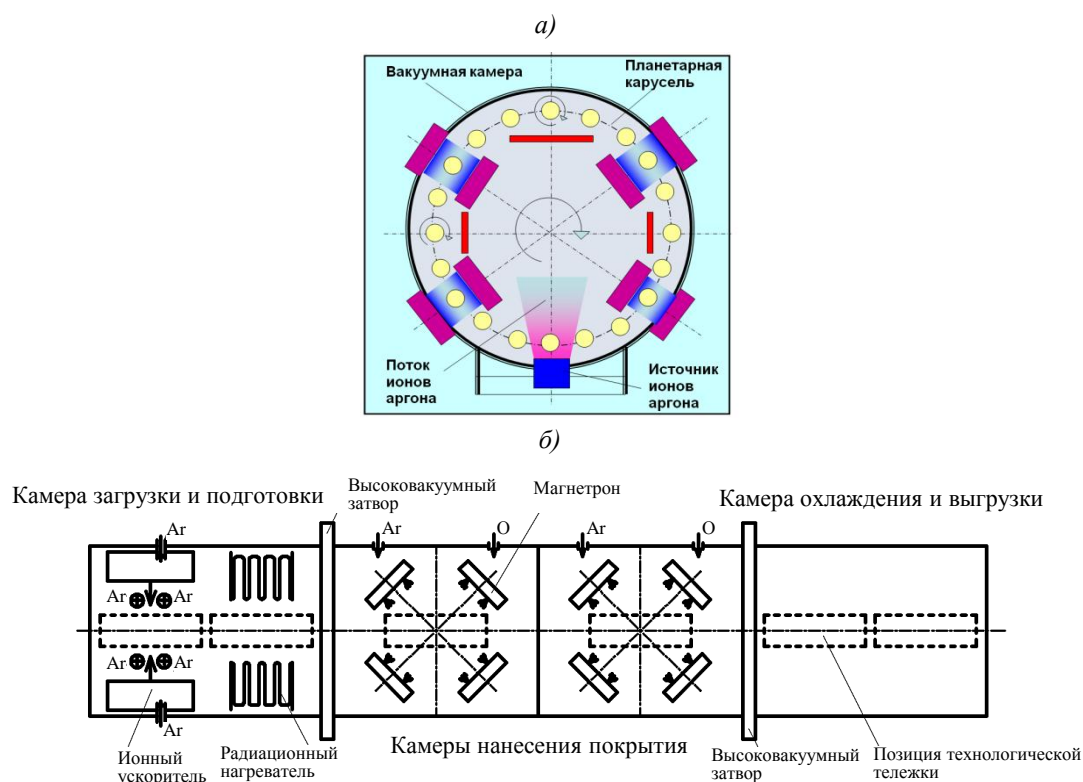 а)
Вакуумная камера
Планетарная
карусель
Поток
ионов
аргона
Источник
ионов
аргона
б)
Камера загрузки и подготовки
Высоковакуумный
затвор
Магнетрон
Камера охлаждения и выгрузки
Ar
Ar
O
Ar
O
Ar
Ar
Ar
Ar
Ar
Ионный
ускоритель
Радиационный
нагреватель
Камеры нанесения покрытия
Высоковакуумный
затвор
Позиция технологической
тележки